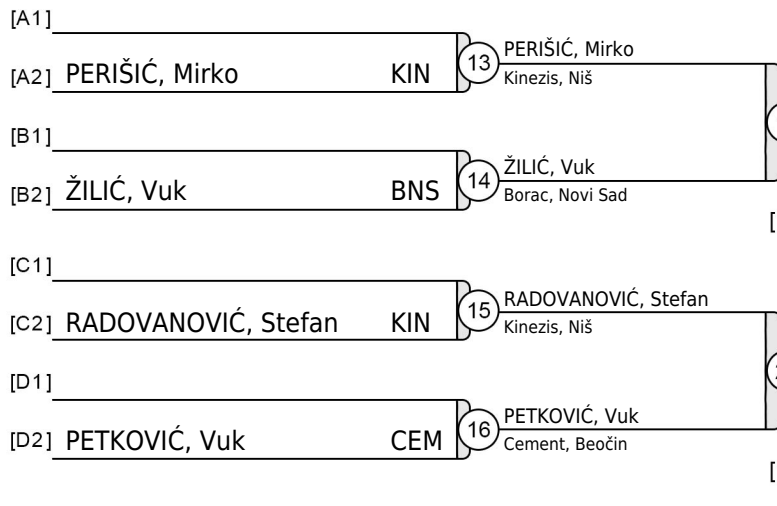 [A1]
[A2] PERIŠIĆ, Mirko KIN
13
PERIŠIĆ, Mirko
Kinezis, Niš
[B1]
[B2] ŽILIĆ, Vuk BNS
14
ŽILIĆ, Vuk
Borac, Novi Sad
[C1]
[C2] RADOVANOVIĆ, Stefan KIN
15
RADOVANOVIĆ, Stefan
Kinezis, Niš
[D1]
[D2] PETKOVIĆ, Vuk CEM
16
PETKOVIĆ, Vuk
Cement, Beočin